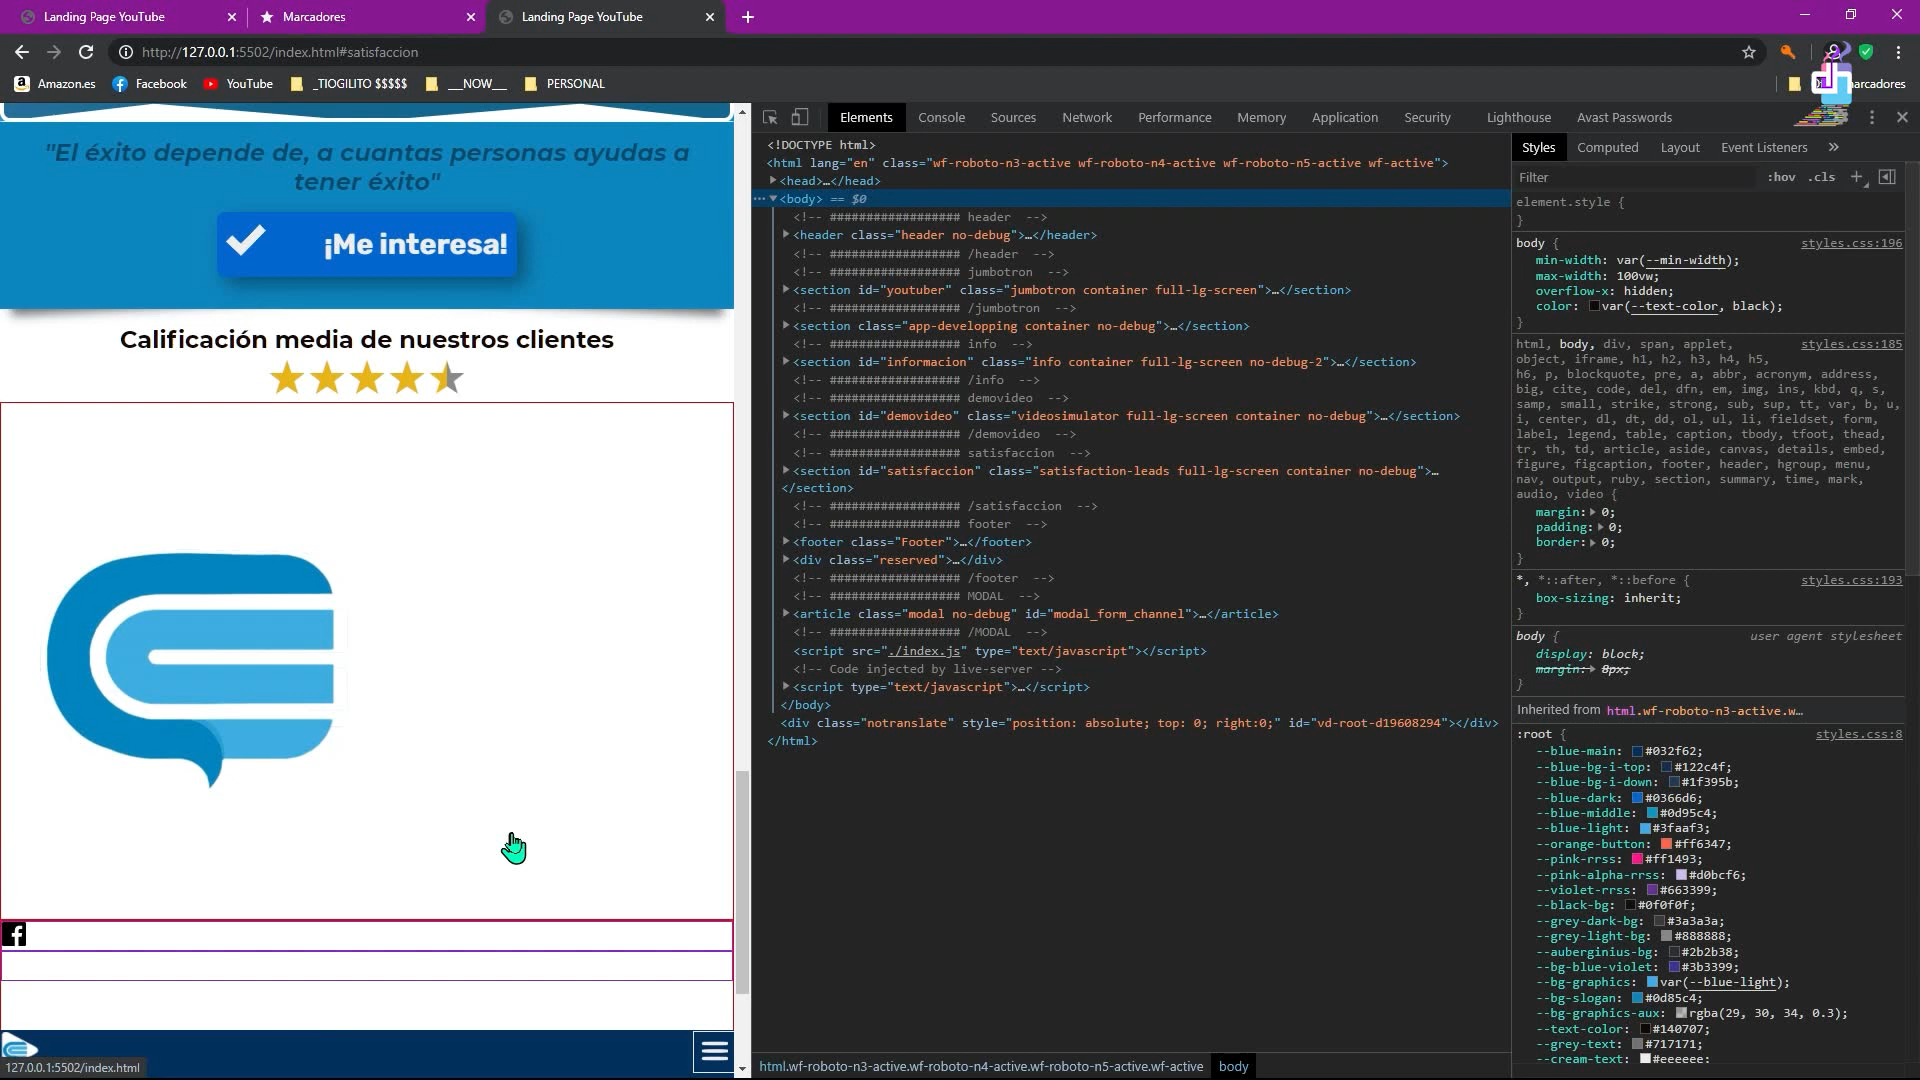 Landing Page YouTube
Marcadores
Landing Page YouTube
http://127.0.0.1:5502/index.html#satisfaccion
Amazon.es
Facebook
YouTube
_TIOGILITO $$$$$
___NOW___
PERSONAL
marcadores
"El éxito depende de, a cuantas personas ayudas a
tener éxito"
¡Me interesa!
Calificación media de nuestros clientes
127.0.0.1:5502/index.html
Elements
Console
Sources
Network
Performance
Memory
Application
Security
Lighthouse
Avast Passwords
<!DOCTYPE html>
<html lang="en" class="wf-roboto-n3-active wf-roboto-n4-active wf-roboto-n5-active wf-active">
<head>…</head>
<body> == $0
<!-- ################## header -->
<header class="header no-debug">…</header>
<!-- ################## /header -->
<!-- ################## jumbotron -->
<section id="youtuber" class="jumbotron container full-lg-screen">…</section>
<!-- ################## /jumbotron -->
<section class="app-developping container no-debug">…</section>
<!-- ################## info -->
<section id="informacion" class="info container full-lg-screen no-debug-2">…</section>
<!-- ################## /info -->
<!-- ################## demovideo -->
<section id="demovideo" class="videosimulator full-lg-screen container no-debug">…</section>
<!-- ################## /demovideo -->
<!-- ################## satisfaccion -->
<section id="satisfaccion" class="satisfaction-leads full-lg-screen container no-debug">…
</section>
<!-- ################## /satisfaccion -->
<!-- ################## footer -->
<footer class="Footer">…</footer>
<div class="reserved">…</div>
<!-- ################## /footer -->
<!-- ################## MODAL -->
<article class="modal no-debug" id="modal_form_channel">…</article>
<!-- ################## /MODAL -->
<script src="./index.js" type="text/javascript"></script>
<!-- Code injected by live-server -->
<script type="text/javascript">…</script>
</body>
<div class="notranslate" style="position: absolute; top: 0; right:0;" id="vd-root-d19608294"></div>
</html>
html.wf-roboto-n3-active.wf-roboto-n4-active.wf-roboto-n5-active.wf-active
body
Styles
Computed
Layout
Event Listeners
Filter
:hov
.cls
element.style {
}
body {
styles.css:196
min-width: var(--min-width);
max-width: 100vw;
overflow-x: hidden;
color: var(--text-color, black);
}
html, body, div, span, applet,
styles.css:185
object, iframe, h1, h2, h3, h4, h5,
h6, p, blockquote, pre, a, abbr, acronym, address,
big, cite, code, del, dfn, em, img, ins, kbd, q, s,
samp, small, strike, strong, sub, sup, tt, var, b, u,
i, center, dl, dt, dd, ol, ul, li, fieldset, form,
label, legend, table, caption, tbody, tfoot, thead,
tr, th, td, article, aside, canvas, details, embed,
figure, figcaption, footer, header, hgroup, menu,
nav, output, ruby, section, summary, time, mark,
audio, video {
margin: 0;
padding: 0;
border: 0;
}
*, *::after, *::before {
styles.css:193
box-sizing: inherit;
}
body {
user agent stylesheet
display: block;
margin: 8px;
}
Inherited from html.wf-roboto-n3-active.w…
:root {
styles.css:8
--blue-main: #032f62;
--blue-bg-i-top: #122c4f;
--blue-bg-i-down: #1f395b;
--blue-dark: #0366d6;
--blue-middle: #0d95c4;
--blue-light: #3faaf3;
--orange-button: #ff6347;
--pink-rrss: #ff1493;
--pink-alpha-rrss: #d0bcf6;
--violet-rrss: #663399;
--black-bg: #0f0f0f;
--grey-dark-bg: #3a3a3a;
--grey-light-bg: #888888;
--auberginius-bg: #2b2b38;
--bg-blue-violet: #3b3399;
--bg-graphics: var(--blue-light);
--bg-slogan: #0d85c4;
--bg-graphics-aux: rgba(29, 30, 34, 0.3);
--text-color: #140707;
--grey-text: #717171;
--cream-text: #eeeeee;